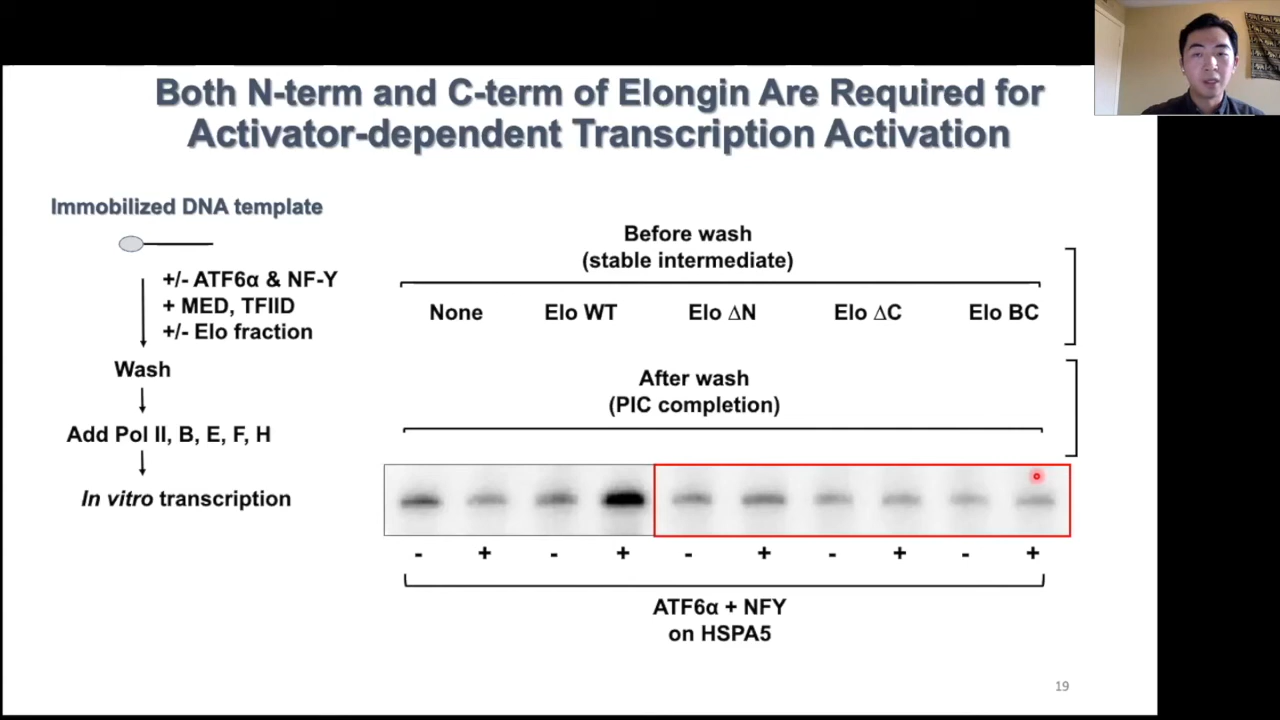 Both N-term and C-term of Elongin Are Required for
Activator-dependent Transcription Activation
Immobilized DNA template
+/- ATF6α & NF-Y
+ MED, TFIID
+/- Elo fraction
Wash
Add Pol II, B, E, F, H
In vitro transcription
Before wash
(stable intermediate)
None Elo WT Elo ∆N Elo ∆C Elo BC
After wash
(PIC completion)
- + - + - + - + - +
ATF6α + NFY
on HSPA5
19